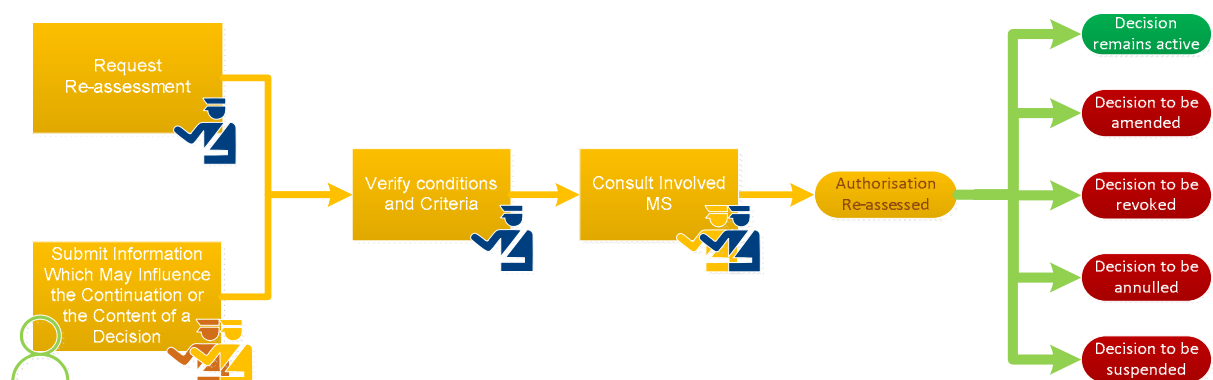 Request
Re-assessment
Submit Information
Which May Influence
the Continuation or
the Content of a
Decision
Verify conditions
and Criteria
Consult Involved
MS
Authorisation
Re-assessed
Decision
remains active
Decision to be
amended
Decision to be
revoked
Decision to be
annulled
Decision to be
suspended